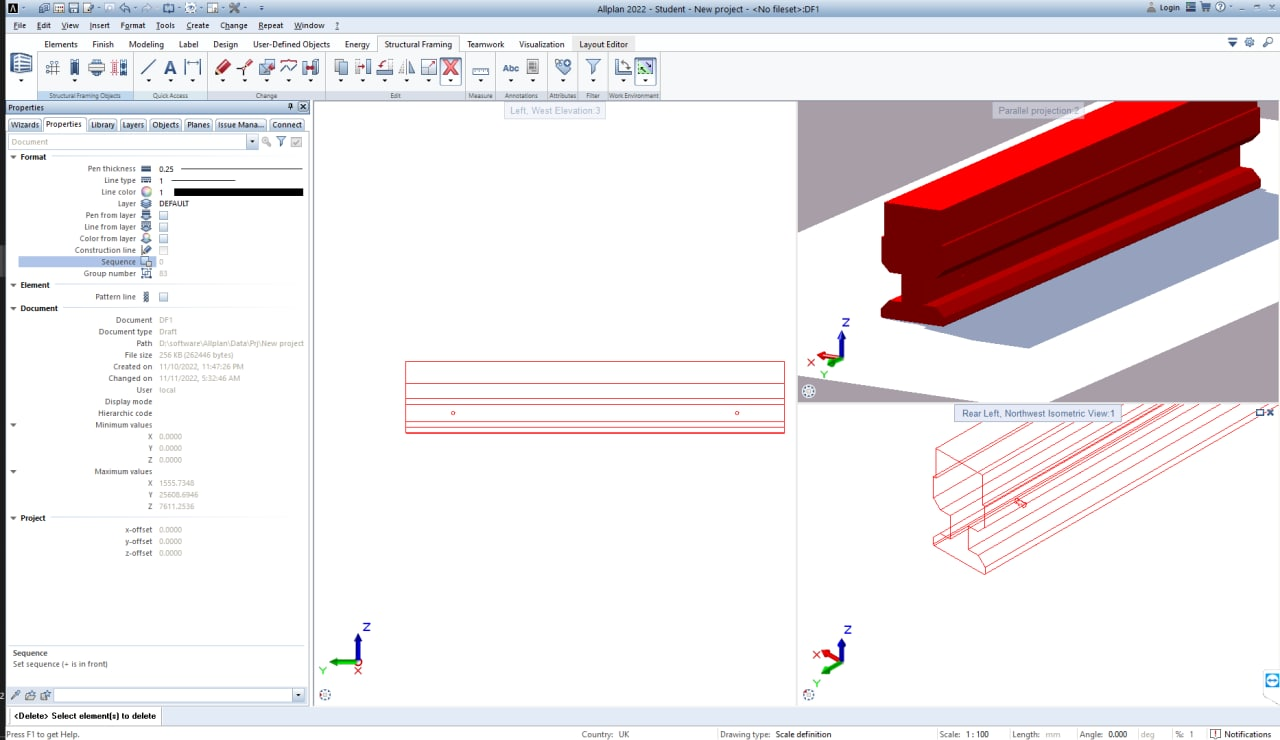 Allplan 2022 - Student - New project - <No fileset>:DF1
Login
File Edit View Insert Format Tools Create Change Repeat Window ?
Elements Finish Modeling Label Design User-Defined Objects Energy Structural Framing Teamwork Visualization Layout Editor
Abc
Structural Framing Objects Quick Access Change Edit Measure Annotations Attributes Filter Work Environment
Properties
Wizards Properties Library Layers Objects Planes Issue Mana... Connect
Document
Format
Pen thickness 0.25
Line type 1
Line color 1
Layer DEFAULT
Pen from layer
Line from layer
Color from layer
Construction line
Sequence 0
Group number 83
Element
Pattern line
Document
Document DF1
Document type Draft
Path D:\software\Allplan\Data\Prj\New project
File size 256 KB (262446 bytes)
Created on 11/10/2022, 11:47:26 PM
Changed on 11/11/2022, 5:32:46 AM
User local
Display mode
Hierarchic code
Minimum values
X 0.0000
Y 0.0000
Z 0.0000
Maximum values
X 1555.7348
Y 25608.6946
Z 7611.2536
Project
x-offset 0.0000
y-offset 0.0000
z-offset 0.0000
Sequence
Set sequence (+ is in front)
<Delete> Select element(s) to delete
Press F1 to get Help.
Left, West Elevation:3
Z
Y
X
Parallel projection:2
Z
X
Y
Rear Left, Northwest Isometric View:1
Z
X
Y
Country: UK Drawing type: Scale definition Scale: 1 : 100 Length: mm Angle: 0.000 deg %: 1 Notifications